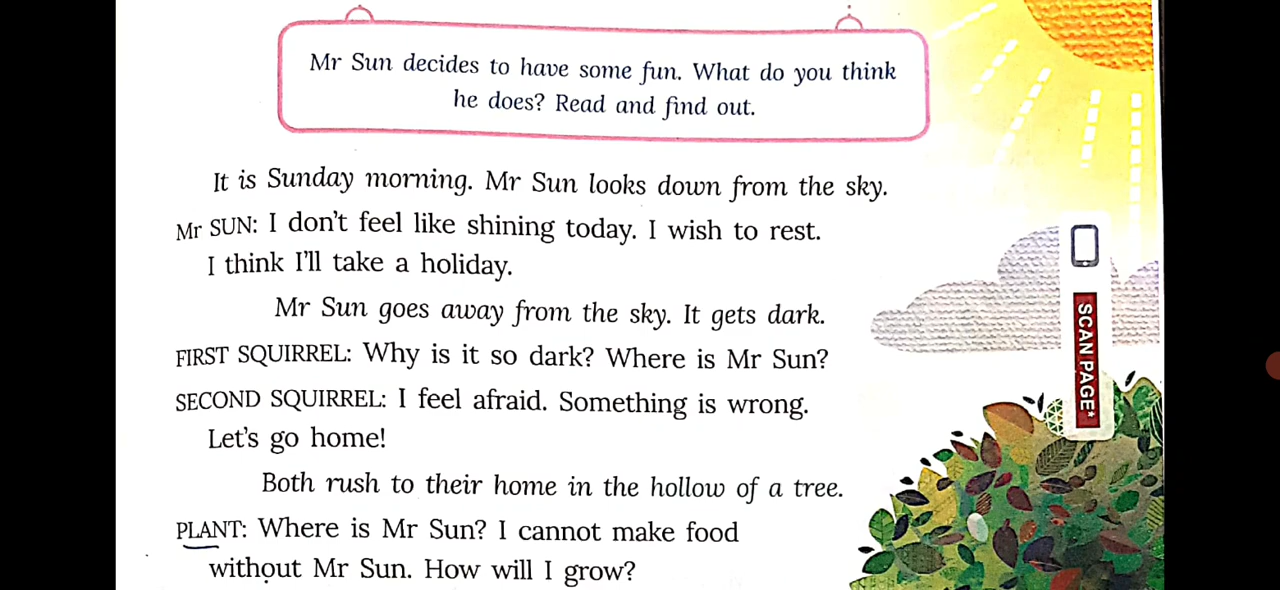 Mr Sun decides to have some fun. What do you think
he does? Read and find out.
It is Sunday morning. Mr Sun looks down from the sky.
Mr SUN: I don't feel like shining today. I wish to rest.
I think I'll take a holiday.
Mr Sun goes away from the sky. It gets dark.
FIRST SQUIRREL: Why is it so dark? Where is Mr Sun?
SECOND SQUIRREL: I feel afraid. Something is wrong.
Let's go home!
Both rush to their home in the hollow of a tree.
PLANT: Where is Mr Sun? I cannot make food
without Mr Sun. How will I grow?
SCAN PAGE*